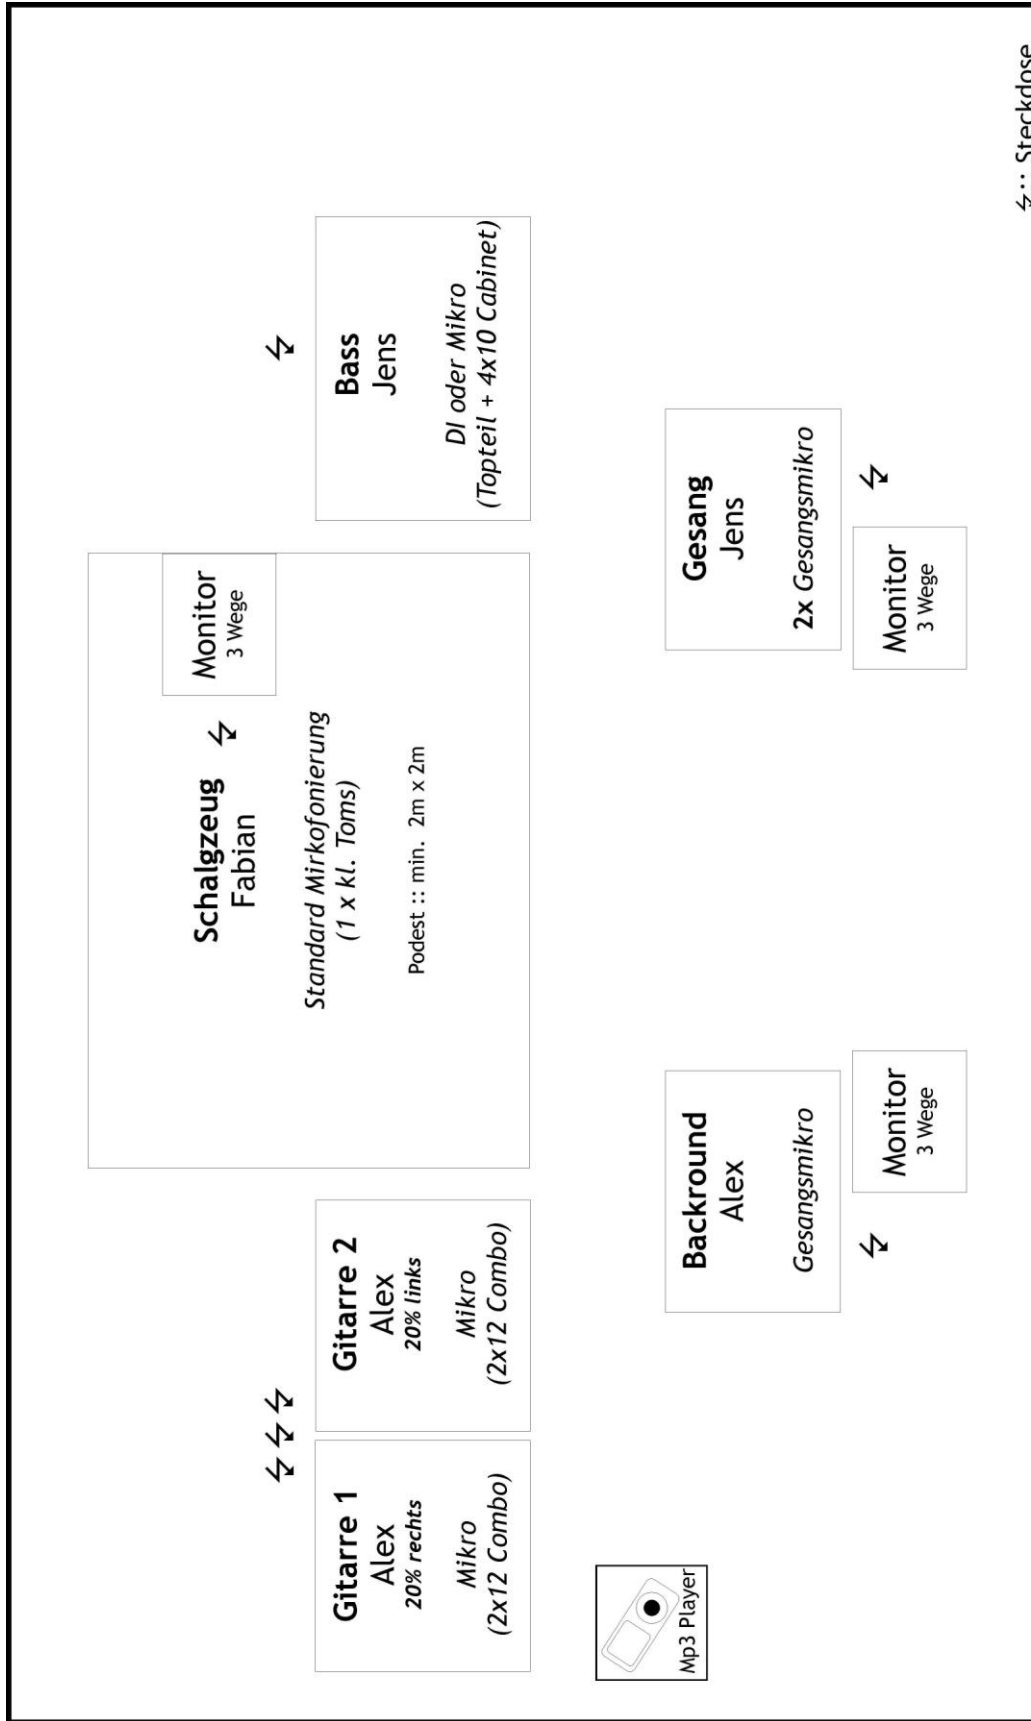 Schalgzeug
Fabian
Standard Mirkofonierung
(1 x kl. Toms)
Podest :: min. 2m x 2m
Monitor
3 Wege
Gitarre 1
Alex
20% rechts
Mikro
(2x12 Combo)
Gitarre 2
Alex
20% links
Mikro
(2x12 Combo)
Bass
Jens
DI oder Mikro
(Topteil + 4x10 Cabinet)
Mp3 Player
Backround
Alex
Gesangsmikro
Monitor
3 Wege
Gesang
Jens
2x Gesangsmikro
Monitor
3 Wege
:: Steckdose